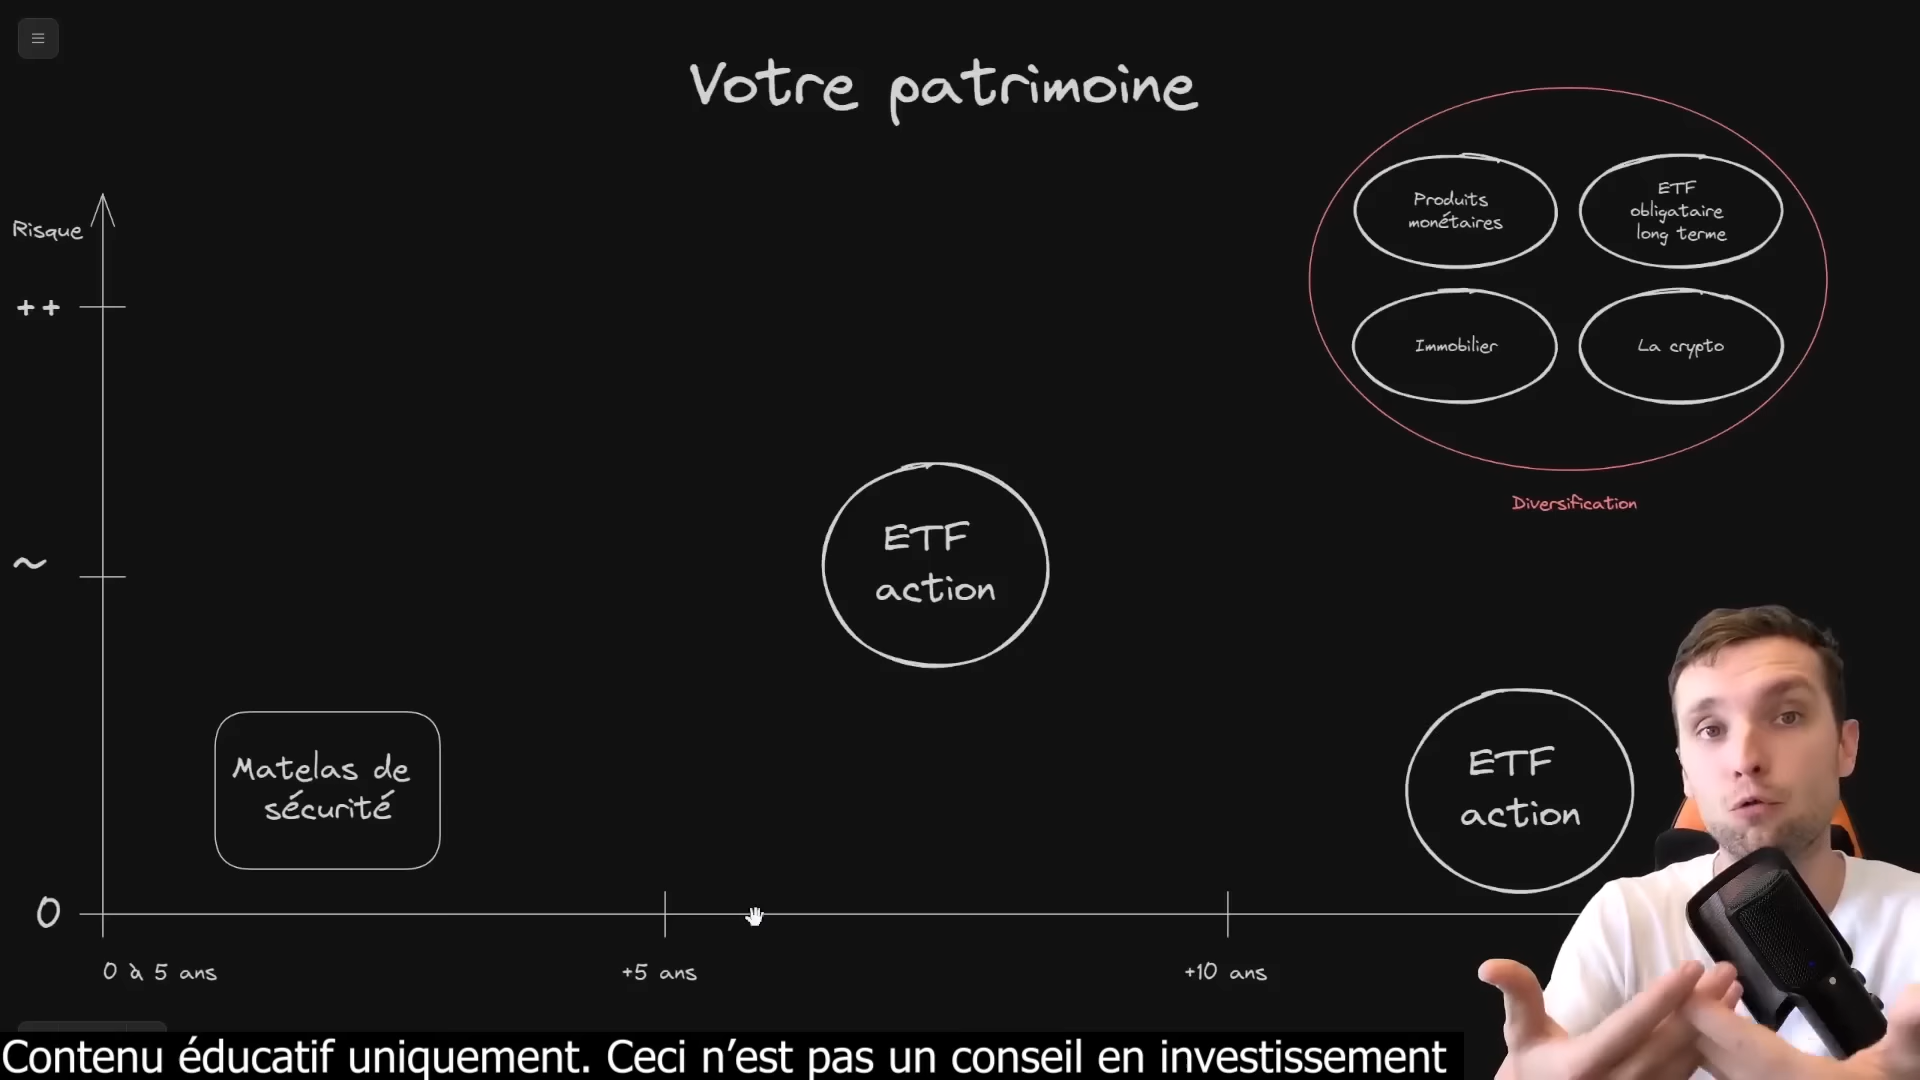 Votre patrimoine
Risque
++
~
0
Produits
monétaires
ETF
obligataire
long terme
Immobilier
La crypto
Diversification
ETF
action
Matelas de
sécurité
ETF
action
0 à 5 ans
+5 ans
+10 ans
Contenu éducatif uniquement. Ceci n’est pas un conseil en investissement